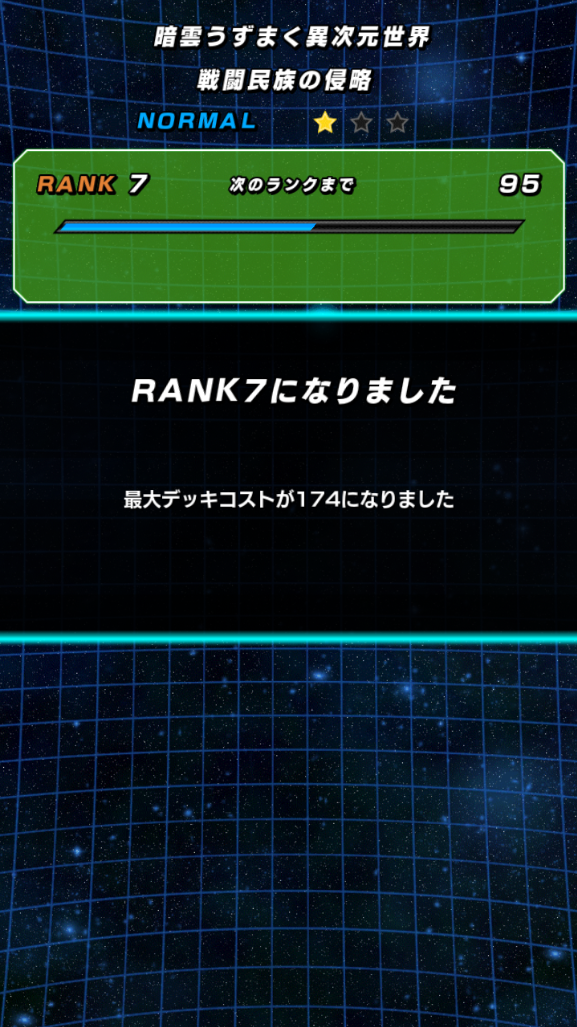 暗雲うずまく異次元世界
戦闘民族の侵略
NORMAL
RANK 7 次のランクまで 95
RANK7になりました
最大デッキコストが174になりました